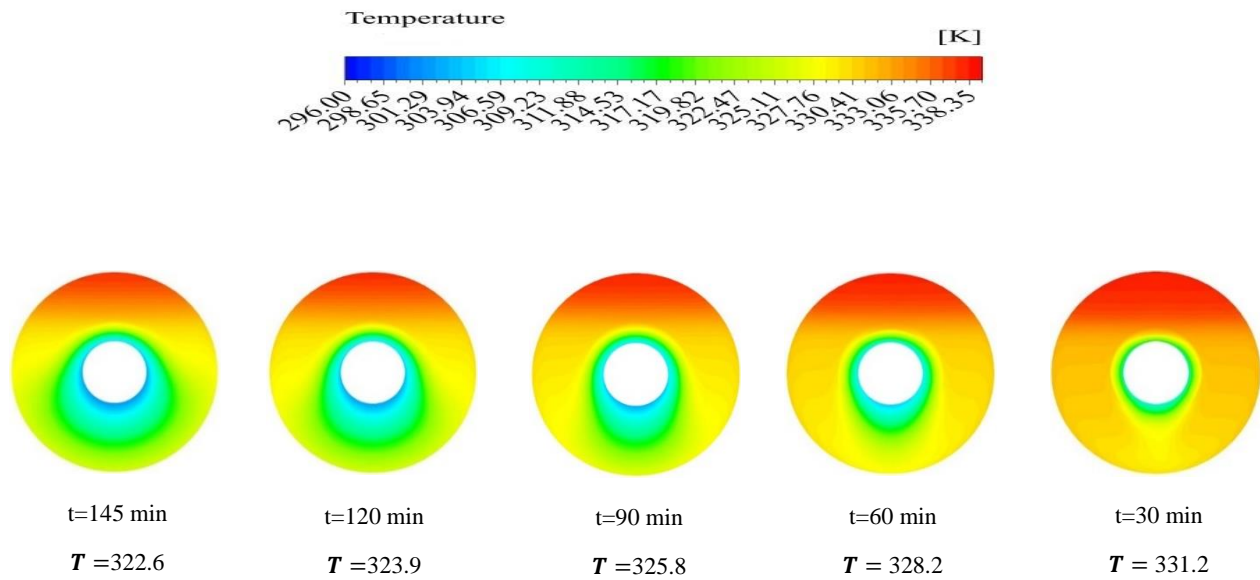 Temperature
[K]
296.00 298.65 301.29 303.94 306.59 309.23 311.88 314.53 317.17 319.82 322.47 325.11 327.76 330.41 333.06 335.70 338.35
t=145 min t=120 min t=90 min t=60 min t=30 min
T =322.6 T =323.9 T =325.8 T =328.2 T =331.2